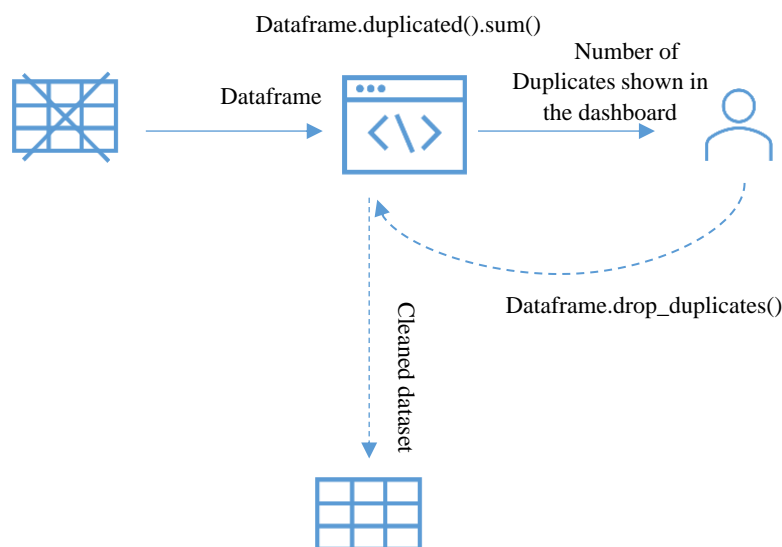 Dataframe.duplicated().sum()
Number of
Duplicates shown in
the dashboard
Dataframe
<\>
Dataframe.drop_duplicates()
Cleaned dataset